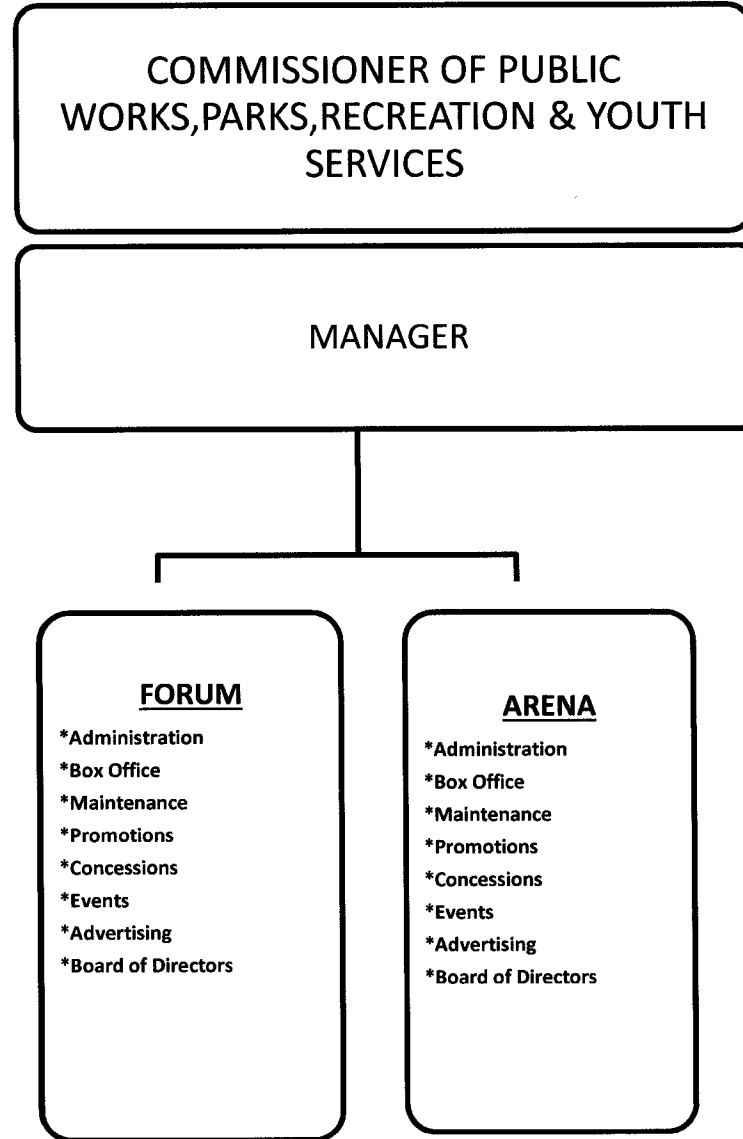 COMMISSIONER OF PUBLIC
WORKS,PARKS,RECREATION & YOUTH
SERVICES
MANAGER
FORUM
*Administration
*Box Office
*Maintenance
*Promotions
*Concessions
*Events
*Advertising
*Board of Directors
ARENA
*Administration
*Box Office
*Maintenance
*Promotions
*Concessions
*Events
*Advertising
*Board of Directors